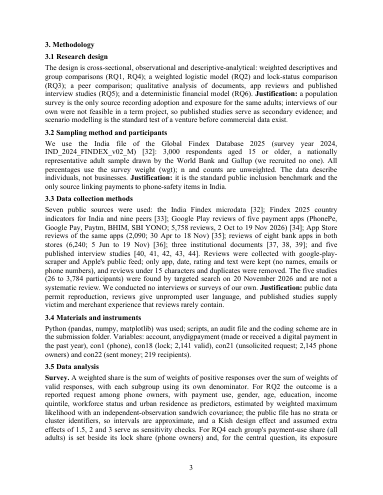 3. Methodology
3.1 Research design
The design is cross-sectional, observational and descriptive-analytical: weighted descriptives and
group comparisons (RQ1, RQ4); a weighted logistic model (RQ2) and lock-status comparison
(RQ3); a peer comparison; qualitative analysis of documents, app reviews and published
interview studies (RQ5); and a deterministic financial model (RQ6). Justification: a population
survey is the only source recording adoption and exposure for the same adults; interviews of our
own were not feasible in a term project, so published studies serve as secondary evidence; and
scenario modelling is the standard test of a venture before commercial data exist.
3.2 Sampling method and participants
We use the India file of the Global Findex Database 2025 (survey year 2024,
IND_2024_FINDEX_v02_M) [32]: 3,000 respondents aged 15 or older, a nationally
representative adult sample drawn by the World Bank and Gallup (we recruited no one). All
percentages use the survey weight (wgt); n and counts are unweighted. The data describe
individuals, not businesses. Justification: it is the standard public inclusion benchmark and the
only source linking payments to phone-safety items in India.
3.3 Data collection methods
Seven public sources were used: the India Findex microdata [32]; Findex 2025 country
indicators for India and nine peers [33]; Google Play reviews of five payment apps (PhonePe,
Google Pay, Paytm, BHIM, SBI YONO; 5,758 reviews, 2 Oct to 19 Nov 2026) [34]; App Store
reviews of the same apps (2,090; 30 Apr to 18 Nov) [35]; reviews of eight bank apps in both
stores (6,240; 5 Jun to 19 Nov) [36]; three institutional documents [37, 38, 39]; and five
published interview studies [40, 41, 42, 43, 44]. Reviews were collected with google-play-
scraper and Apple's public feed; only app, date, rating and text were kept (no names, emails or
phone numbers), and reviews under 15 characters and duplicates were removed. The five studies
(26 to 3,784 participants) were found by targeted search on 20 November 2026 and are not a
systematic review. We conducted no interviews or surveys of our own. Justification: public data
permit reproduction, reviews give unprompted user language, and published studies supply
victim and merchant experience that reviews rarely contain.
3.4 Materials and instruments
Python (pandas, numpy, matplotlib) was used; scripts, an audit file and the coding scheme are in
the submission folder. Variables: account, anydigpayment (made or received a digital payment in
the past year), con1 (phone), con18 (lock; 2,141 valid), con21 (unsolicited request; 2,145 phone
owners) and con22 (sent money; 219 recipients).
3.5 Data analysis
Survey. A weighted share is the sum of weights of positive responses over the sum of weights of
valid responses, with each subgroup using its own denominator. For RQ2 the outcome is a
reported request among phone owners, with payment use, gender, age, education, income
quintile, workforce status and urban residence as predictors, estimated by weighted maximum
likelihood with an independent-observation sandwich covariance; the public file has no strata or
cluster identifiers, so intervals are approximate, and a Kish design effect and assumed extra
effects of 1.5, 2 and 3 serve as sensitivity checks. For RQ4 each group's payment-use share (all
adults) is set beside its lock share (phone owners) and, for the central question, its exposure
3